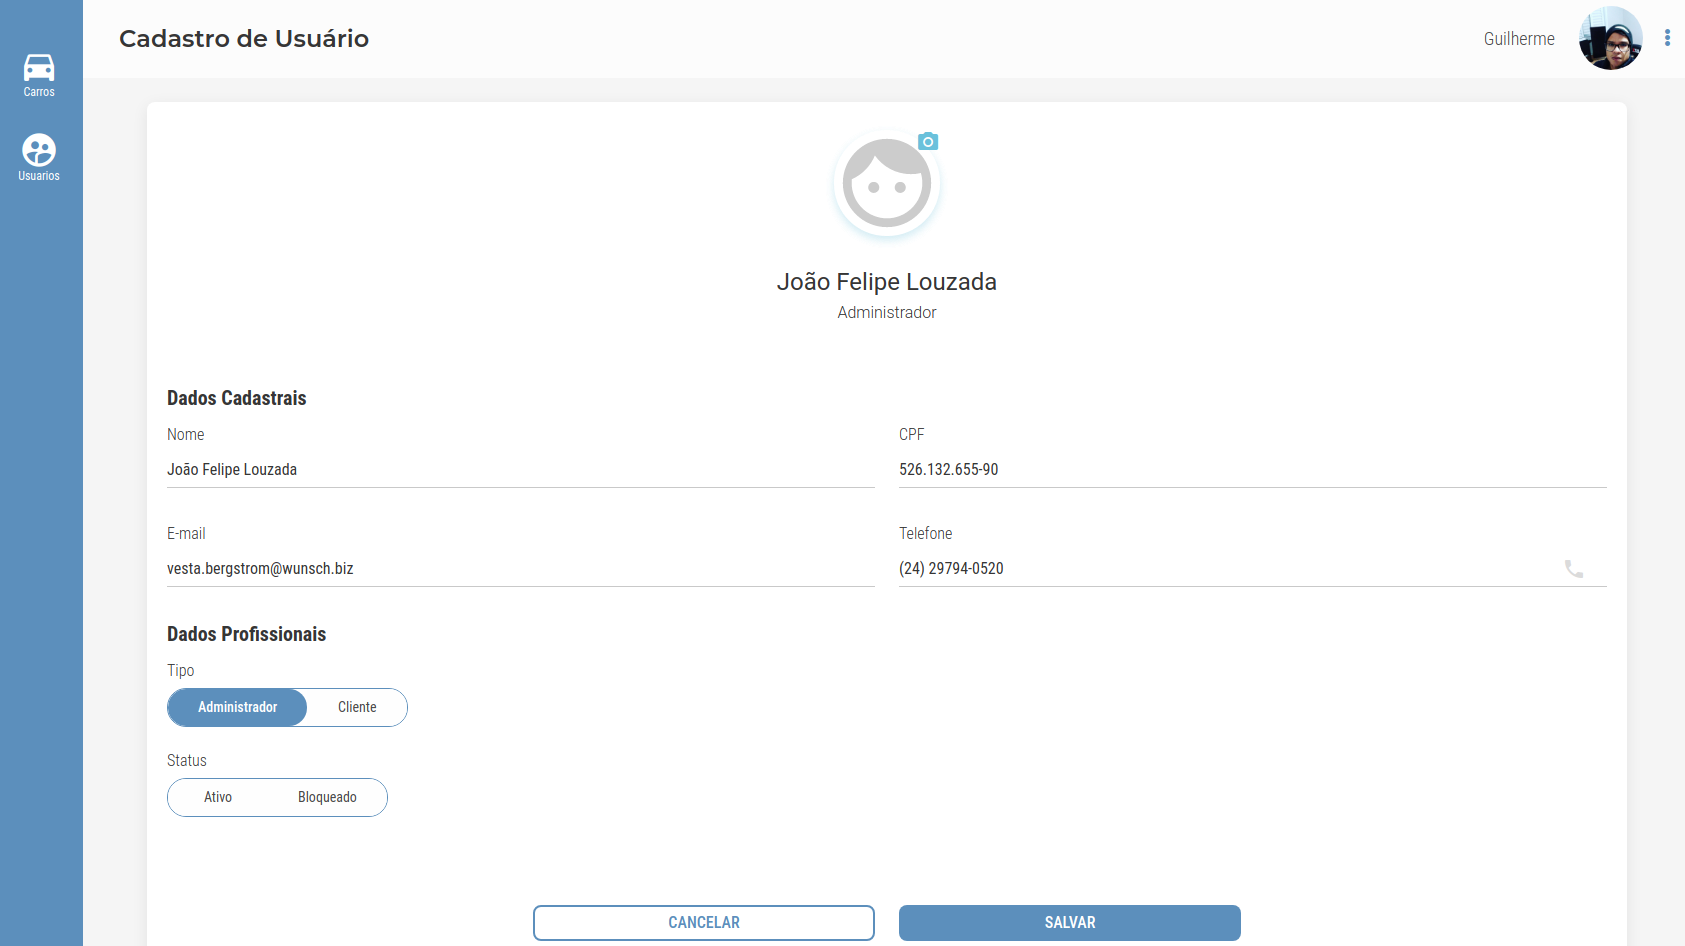 Cadastro de Usuário
Guilherme
Carros
Usuarios
João Felipe Louzada
Administrador
Dados Cadastrais
Nome
CPF
João Felipe Louzada
526.132.655-90
E-mail
Telefone
vesta.bergstrom@wunsch.biz
(24) 29794-0520
Dados Profissionais
Tipo
Administrador Cliente
Status
Ativo Bloqueado
CANCELAR
SALVAR